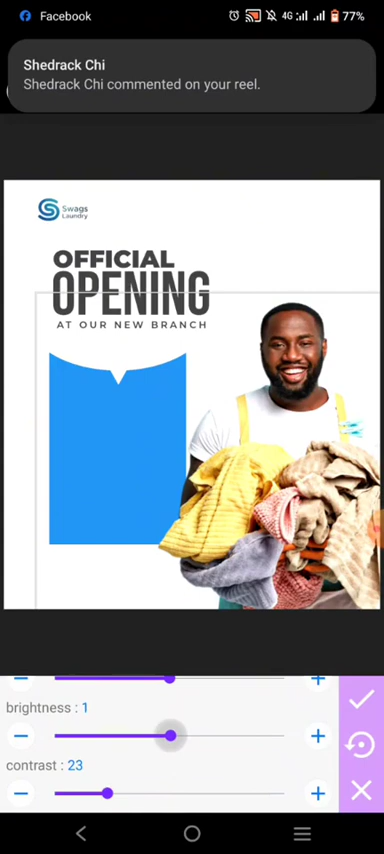 Facebook
4G
77%
Shedrack Chi
Shedrack Chi commented on your reel.
Swags
Laundry
OFFICIAL
OPENING
AT OUR NEW BRANCH
brightness : 1
contrast : 23